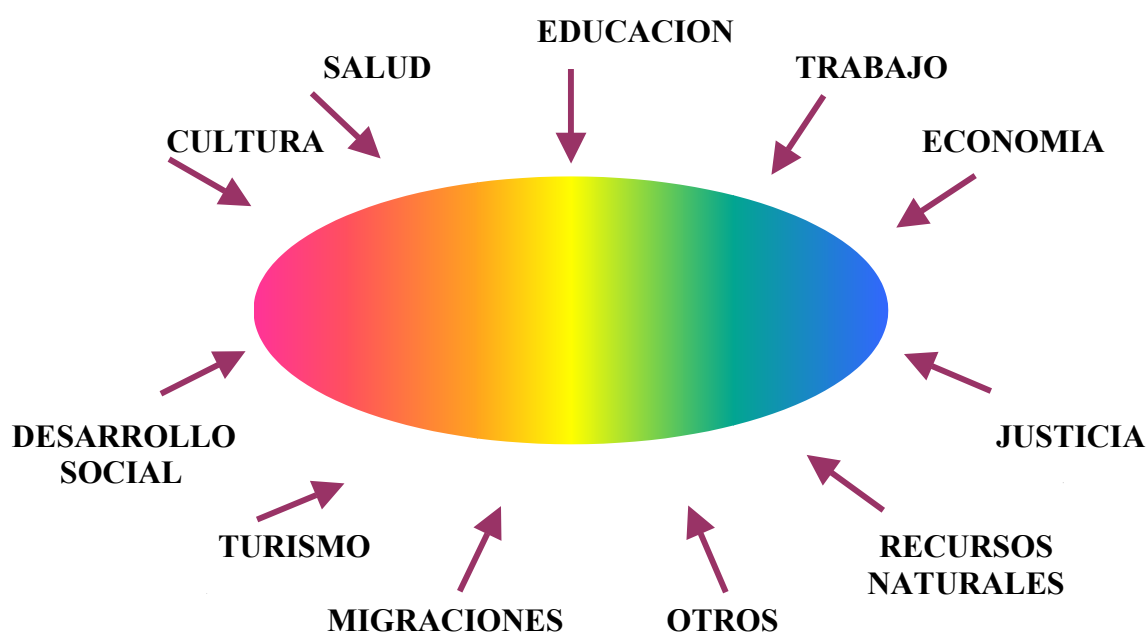 EDUCACION
SALUD
TRABAJO
CULTURA
ECONOMIA
DESARROLLO
SOCIAL
JUSTICIA
TURISMO
RECURSOS
NATURALES
MIGRACIONES
OTROS